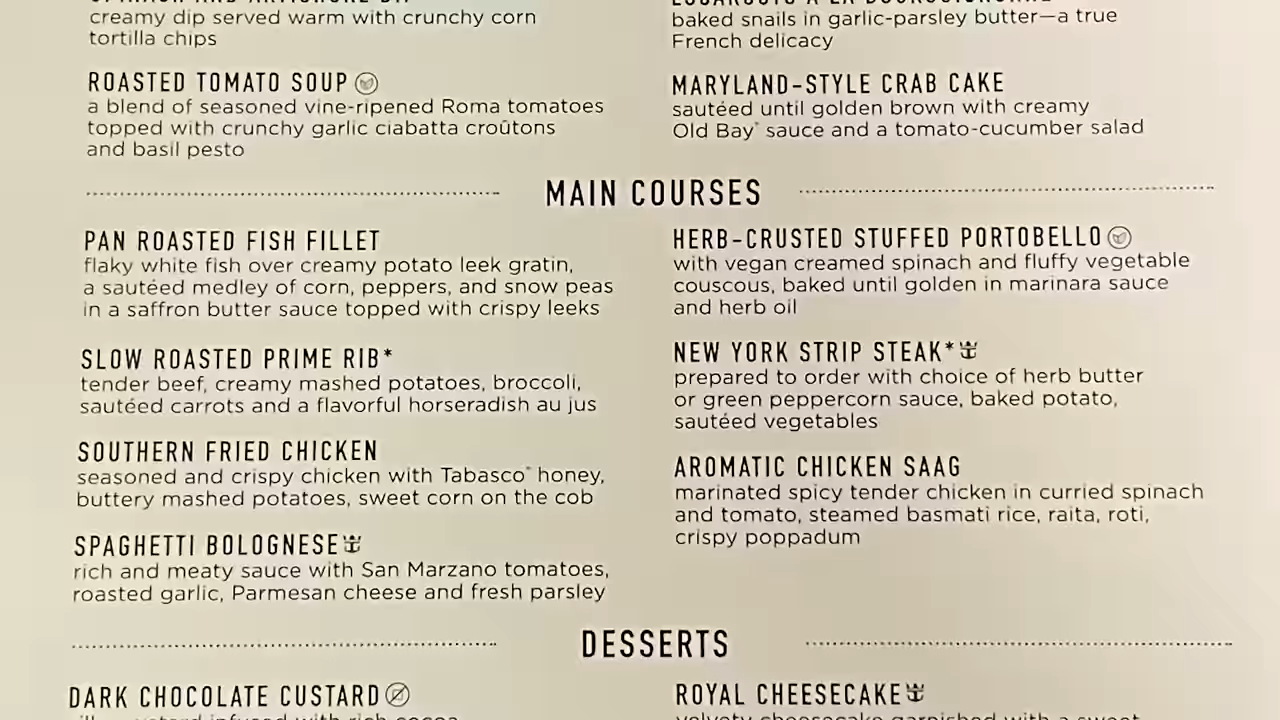 creamy dip served warm with crunchy corn
tortilla chips
ROASTED TOMATO SOUP
a blend of seasoned vine-ripened Roma tomatoes
topped with crunchy garlic ciabatta croûtons
and basil pesto
baked snails in garlic-parsley butter—a true
French delicacy
MARYLAND-STYLE CRAB CAKE
sautéed until golden brown with creamy
Old Bay® sauce and a tomato-cucumber salad
MAIN COURSES
PAN ROASTED FISH FILLET
flaky white fish over creamy potato leek gratin,
a sautéed medley of corn, peppers, and snow peas
in a saffron butter sauce topped with crispy leeks
SLOW ROASTED PRIME RIB*
tender beef, creamy mashed potatoes, broccoli,
sautéed carrots and a flavorful horseradish au jus
SOUTHERN FRIED CHICKEN
seasoned and crispy chicken with Tabasco® honey,
buttery mashed potatoes, sweet corn on the cob
SPAGHETTI BOLOGNESE
rich and meaty sauce with San Marzano tomatoes,
roasted garlic, Parmesan cheese and fresh parsley
HERB-CRUSTED STUFFED PORTOBELLO
with vegan creamed spinach and fluffy vegetable
couscous, baked until golden in marinara sauce
and herb oil
NEW YORK STRIP STEAK*
prepared to order with choice of herb butter
or green peppercorn sauce, baked potato,
sautéed vegetables
AROMATIC CHICKEN SAAG
marinated spicy tender chicken in curried spinach
and tomato, steamed basmati rice, raita, roti,
crispy poppadum
DESSERTS
DARK CHOCOLATE CUSTARD
ROYAL CHEESECAKE